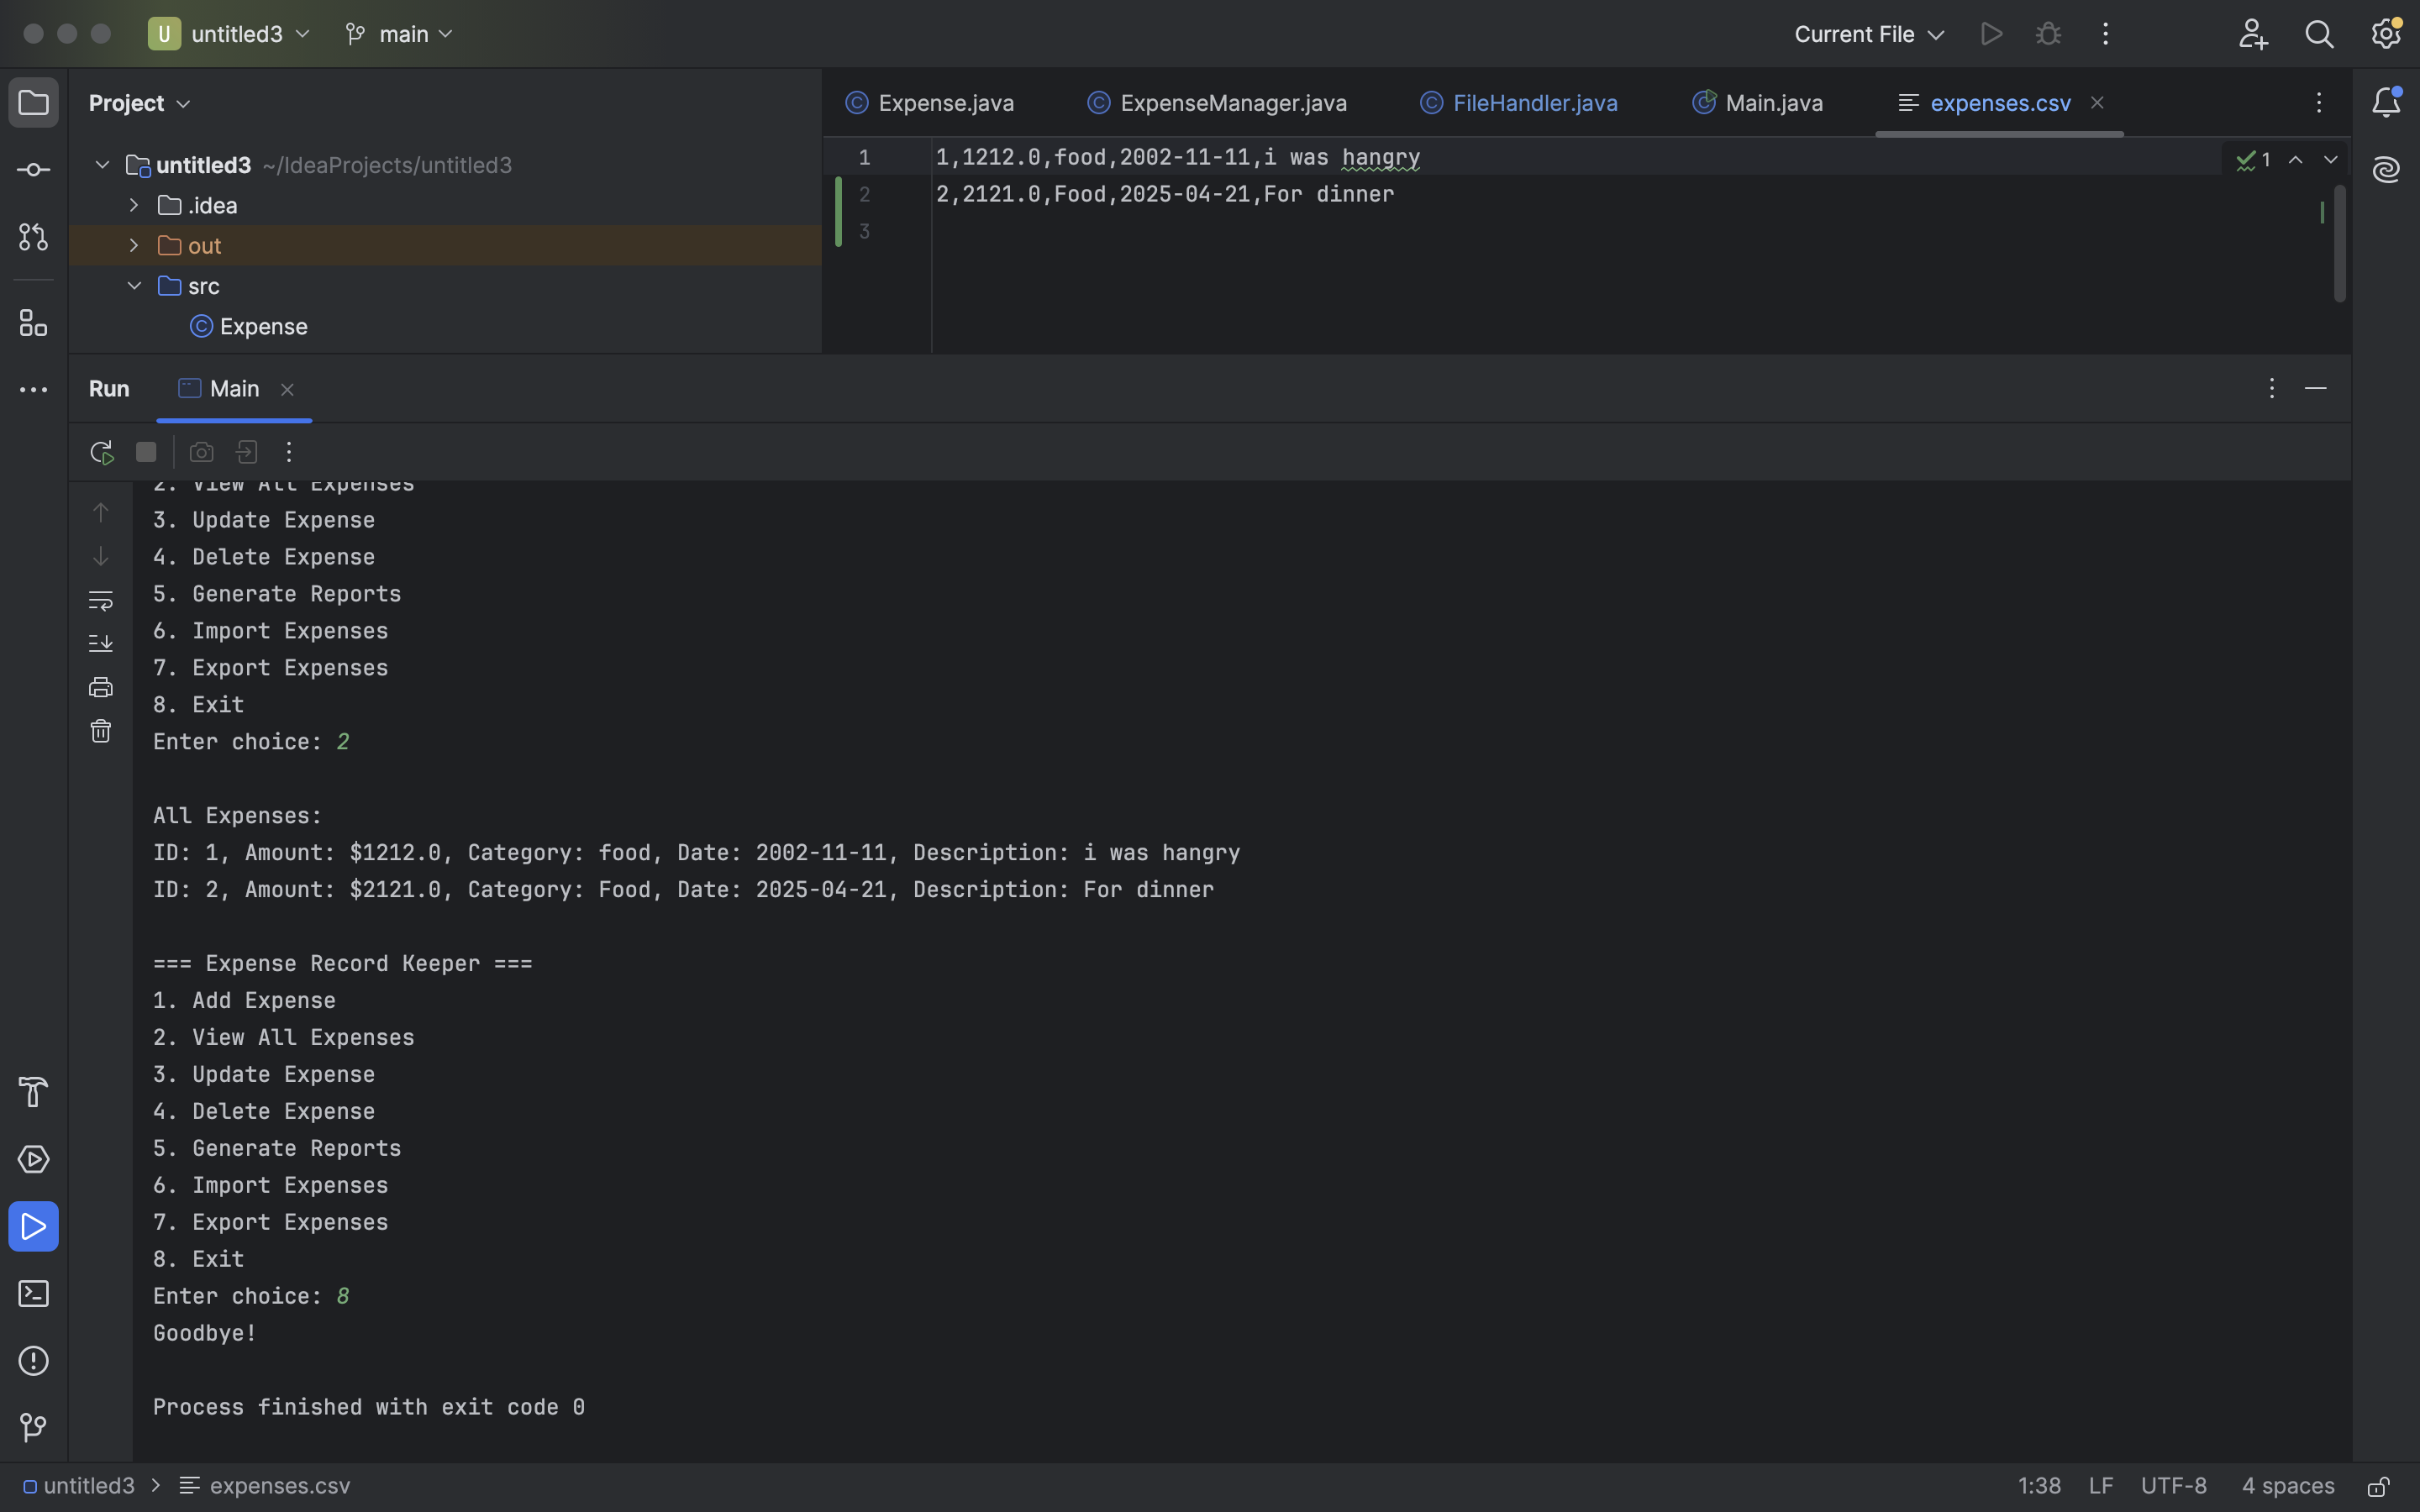 U untitled3 main Current File
Project
Expense.java ExpenseManager.java FileHandler.java Main.java expenses.csv
untitled3 ~/IdeaProjects/untitled3
.idea
out
src
Expense
1 1,1212.0,food,2002-11-11,i was hangry
2 2,2121.0,Food,2025-04-21,For dinner
3
1
Run Main
2. View All Expenses
3. Update Expense
4. Delete Expense
5. Generate Reports
6. Import Expenses
7. Export Expenses
8. Exit
Enter choice: 2
All Expenses:
ID: 1, Amount: $1212.0, Category: food, Date: 2002-11-11, Description: i was hangry
ID: 2, Amount: $2121.0, Category: Food, Date: 2025-04-21, Description: For dinner
=== Expense Record Keeper ===
1. Add Expense
2. View All Expenses
3. Update Expense
4. Delete Expense
5. Generate Reports
6. Import Expenses
7. Export Expenses
8. Exit
Enter choice: 8
Goodbye!
Process finished with exit code 0
untitled3 expenses.csv 1:38 LF UTF-8 4 spaces